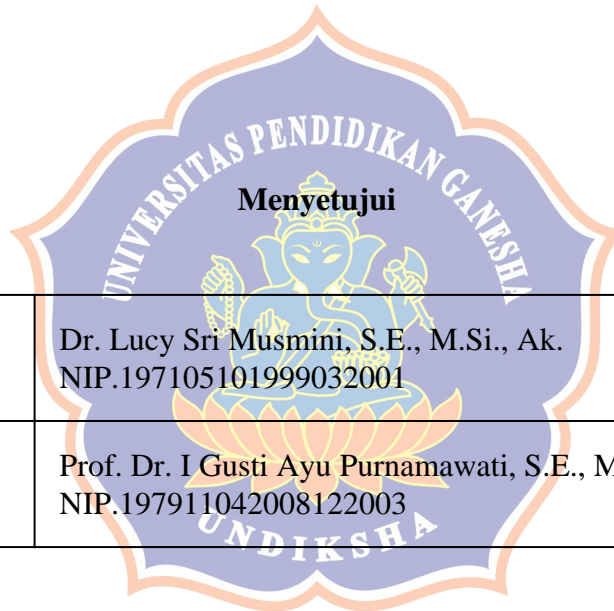 UNIVERSITAS PENDIDIKAN GANESHA
Menyetujui
Dr. Lucy Sri Musmini, S.E., M.Si., Ak.
NIP.197105101999032001
Prof. Dr. I Gusti Ayu Purnamawati, S.E., M
NIP.197911042008122003
UNDIKSHA